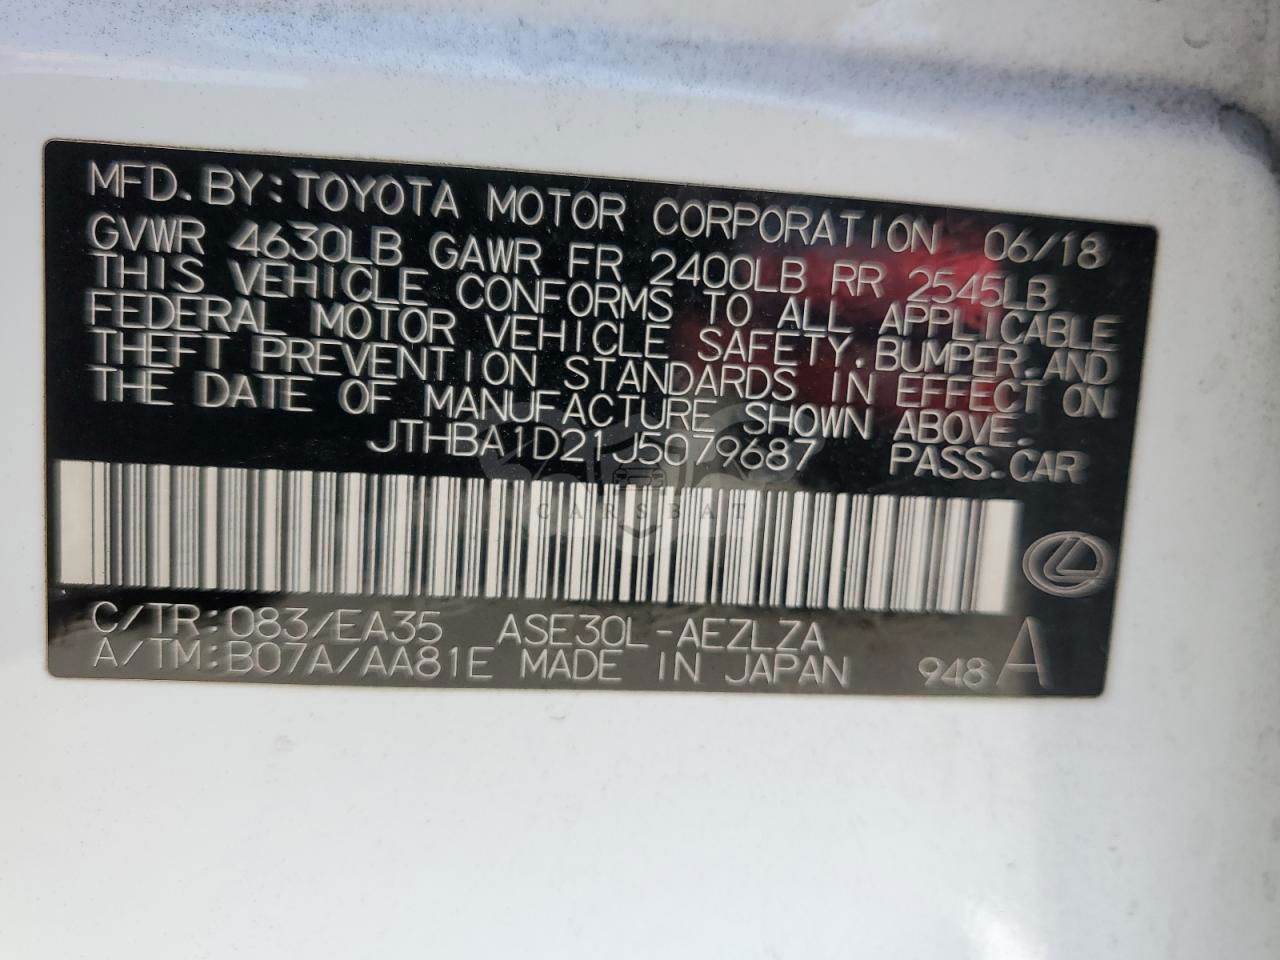 MFD. BY: TOYOTA MOTOR CORPORATION 06/18
GVWR 4630LB GAWR FR 2400LB RR 2545LB
THIS VEHICLE CONFORMS TO ALL APPLICABLE
FEDERAL MOTOR VEHICLE SAFETY, BUMPER, AND
THEFT PREVENTION STANDARDS IN EFFECT ON
THE DATE OF MANUFACTURE SHOWN ABOVE.
JTHBA1D21J5079687 PASS. CAR
CARSBAT
C/TR: 083/EA35 ASE30L-AEZLZA
A/TM: B07A/AA81E MADE IN JAPAN 948 A